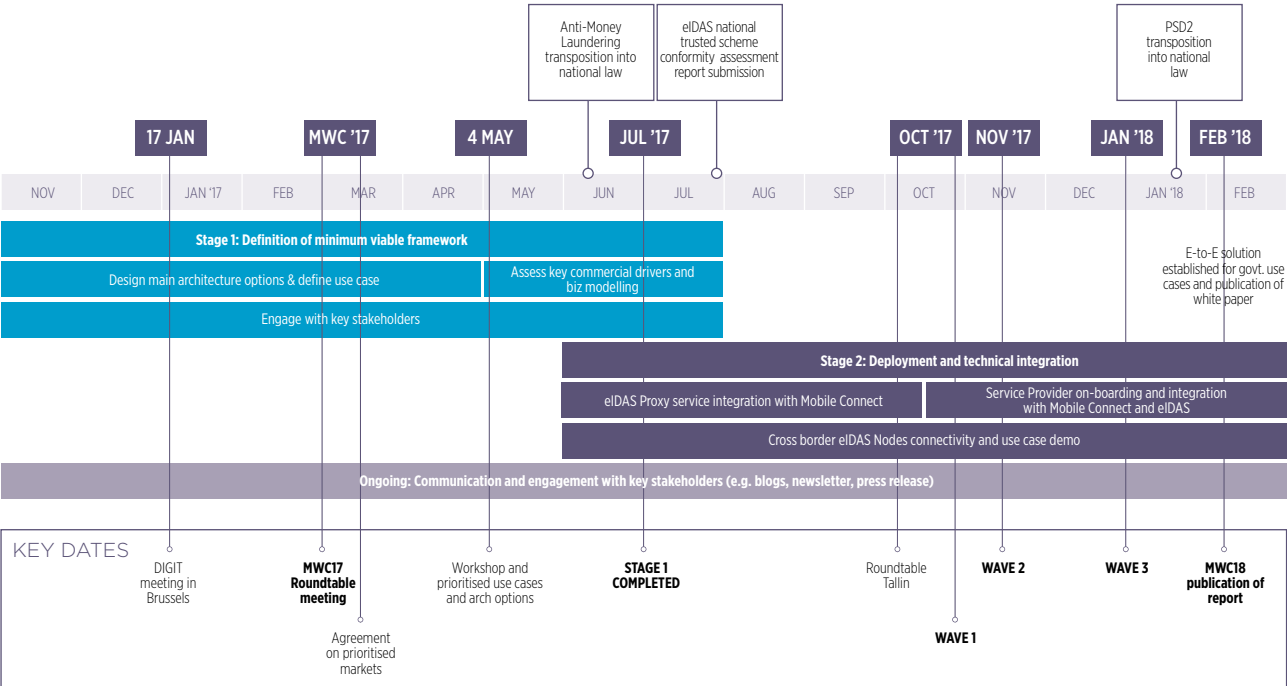 Anti-Money
Laundering
transposition into
national law
eIDAS national
trusted scheme
conformity assessment
report submission
PSD2
transposition
into national
law
17 JAN
MWC ’17
4 MAY
JUL ’17
OCT ’17
NOV ’17
JAN ’18
FEB ’18
NOV
DEC
JAN ‘17
FEB
MAR
APR
MAY
JUN
JUL
AUG
SEP
OCT
NOV
DEC
JAN ‘18
FEB
Stage 1: Definition of minimum viable framework
Design main architecture options & define use case
Assess key commercial drivers and
biz modelling
Engage with key stakeholders
E-to-E solution
established for govt. use
cases and publication of
white paper
Stage 2: Deployment and technical integration
eIDAS Proxy service integration with Mobile Connect
Service Provider on-boarding and integration
with Mobile Connect and eIDAS
Cross border eIDAS Nodes connectivity and use case demo
Ongoing: Communication and engagement with key stakeholders (e.g. blogs, newsletter, press release)
KEY DATES
DIGIT
meeting in
Brussels
MWC17
Roundtable
meeting
Agreement
on prioritised
markets
Workshop and
prioritised use cases
and arch options
STAGE 1
COMPLETED
Roundtable
Tallin
WAVE 1
WAVE 2
WAVE 3
MWC18
publication of
report